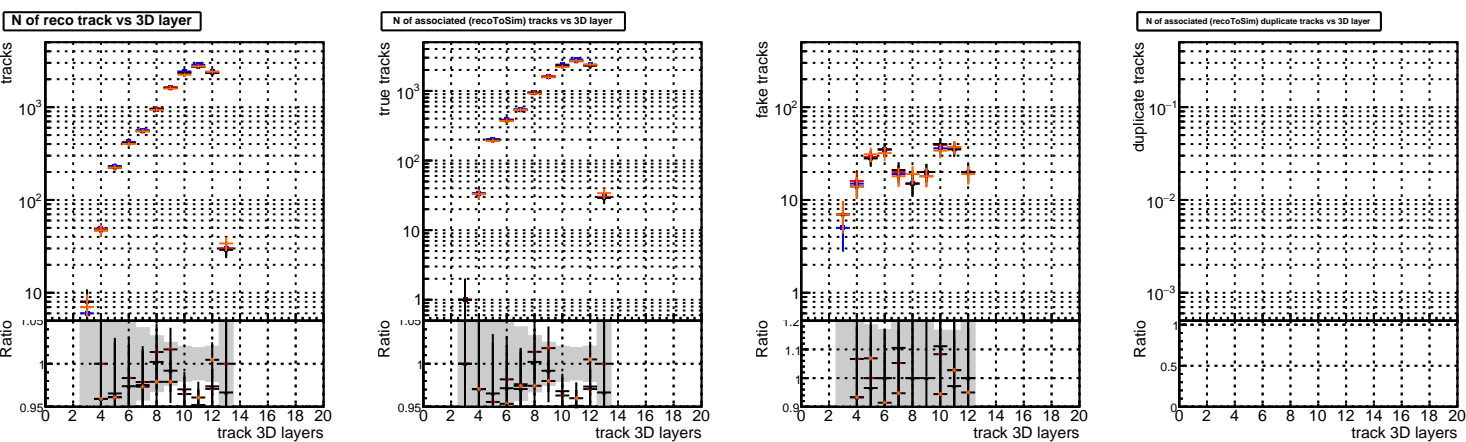 N of reco track vs 3D layer
tracks
10³
10²
10
Ratio
1.05
1
0.95
0 2 4 6 8 10 12 14 16 18 20
track 3D layers
N of associated (recoToSim) tracks vs 3D layer
true tracks
10³
10²
10
1
Ratio
1.05
1
0.95
0 2 4 6 8 10 12 14 16 18 20
track 3D layers
fake tracks
10²
10
1
Ratio
1.2
1.1
1
0.9
0 2 4 6 8 10 12 14 16 18 20
track 3D layers
N of associated (recoToSim) duplicate tracks vs 3D layer
duplicate tracks
10⁻¹
10⁻²
10⁻³
Ratio
1
0.5
0
0 2 4 6 8 10 12 14 16 18 20
track 3D layers